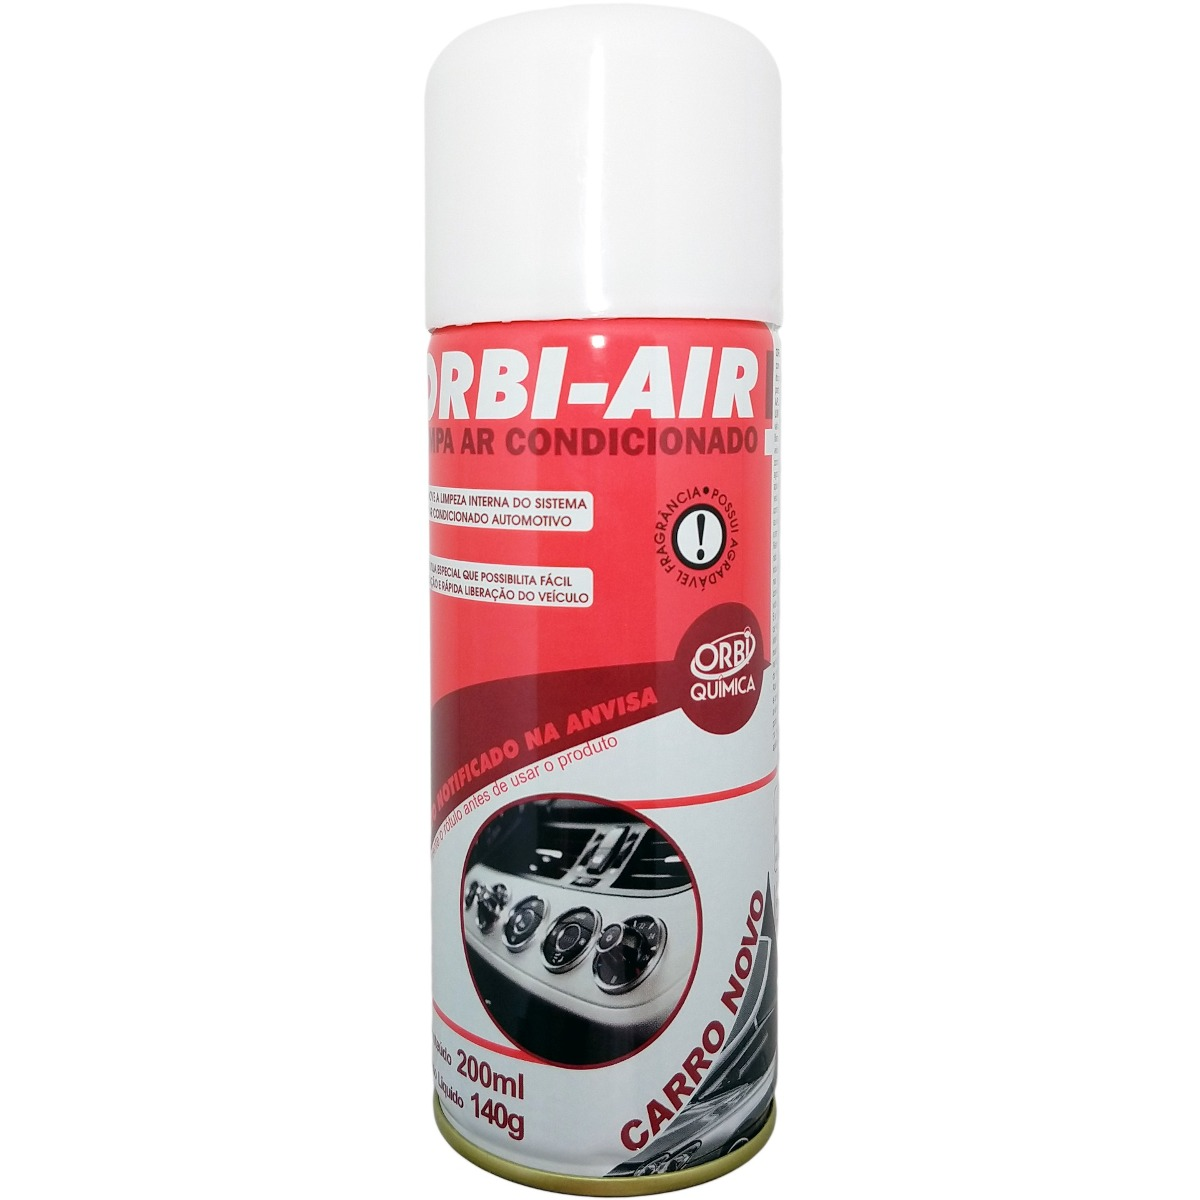 ORBI-AIR
MPA AR CONDICIONADO
A LIMPEZA INTERNA DO SISTEMA
CONDICIONADO AUTOMOTIVO
ESPECIAL QUE POSSIBILITA FÁCIL
E RÁPIDA LIBERAÇÃO DO VEÍCULO
POSSUI AGRADÁVEL FRAGRÂNCIA
!
ORBI
QUÍMICA
NOTIFICADO NA ANVISA
o rótulo antes de usar o produto
200ml
Líquido 140g
CARRO NOVO